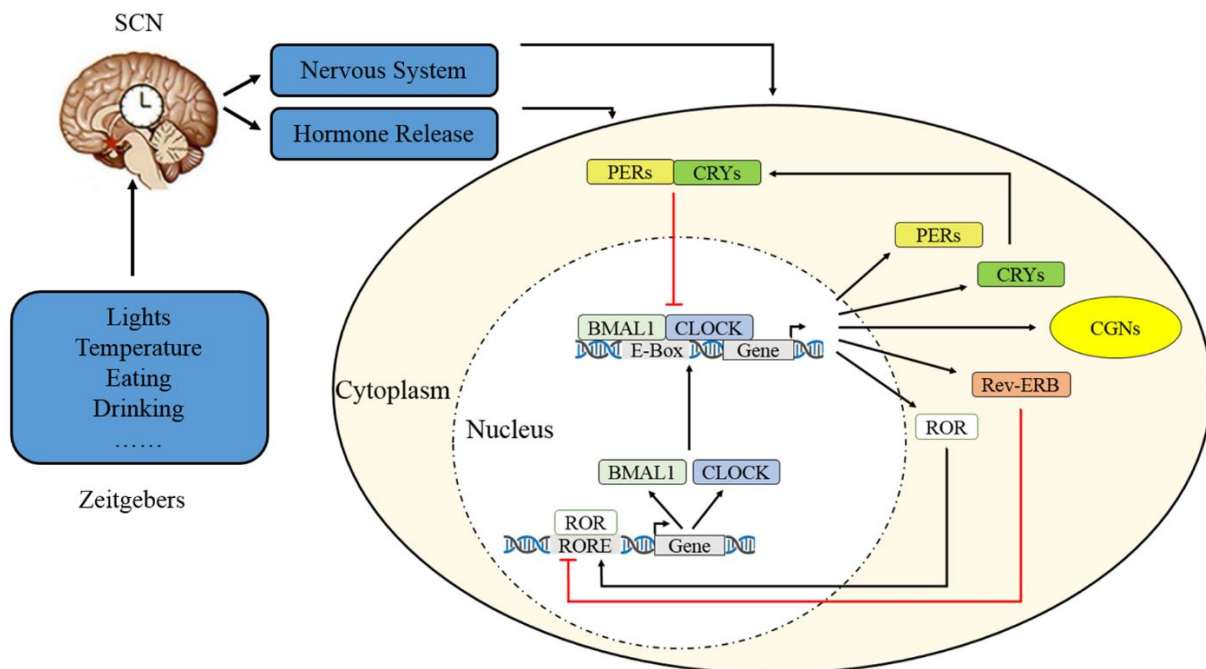 SCN
Nervous System
Hormone Release
Lights
Temperature
Eating
Drinking
……
Zeitgebers
PERs CRYs
PERs
CRYs
CGNs
Rev-ERB
ROR
BMAL1 CLOCK
E-Box Gene
Cytoplasm
Nucleus
BMAL1 CLOCK
ROR
RORE Gene